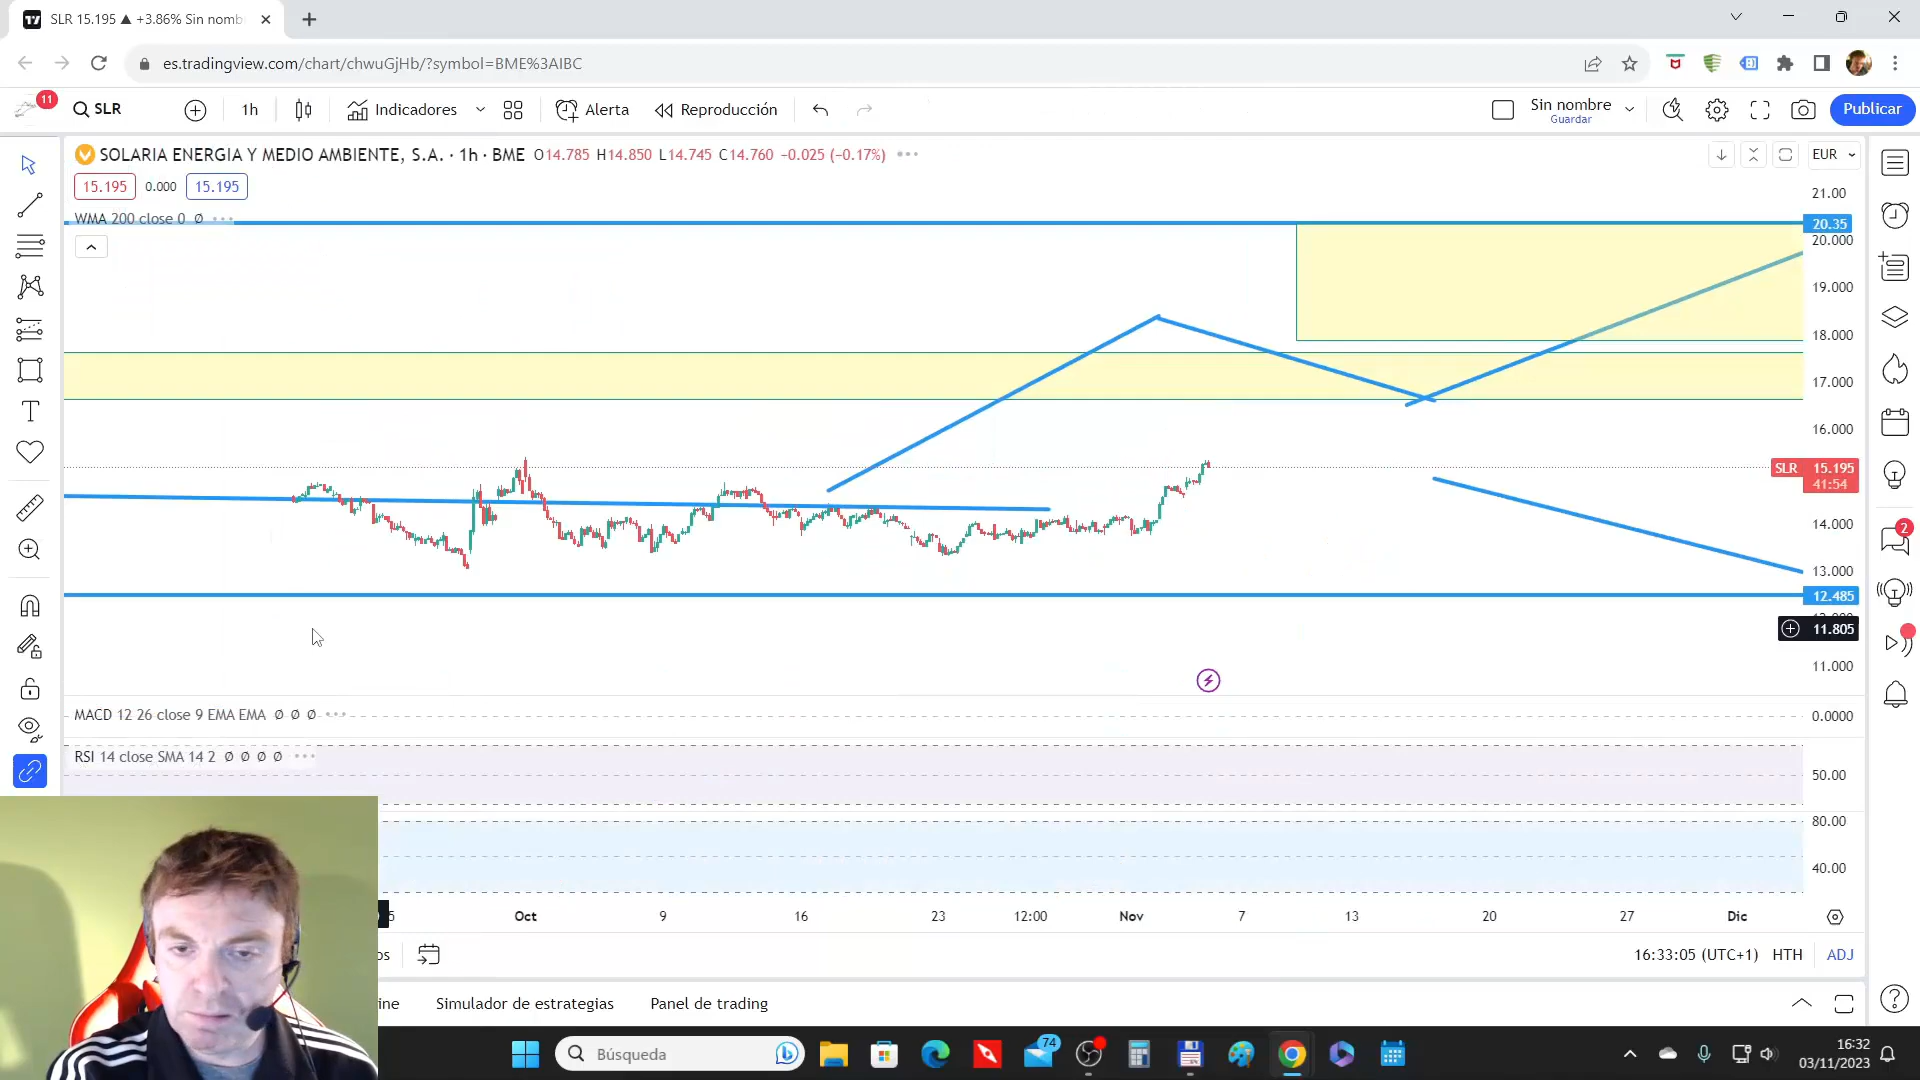 SLR 15.195 ▲ +3.86% Sin nomb
es.tradingview.com/chart/chwuGjHb/?symbol=BME%3AIBC
11
SLR
1h
Indicadores
Alerta
Reproducción
Sin nombre
Guardar
Publicar
SOLARIA ENERGIA Y MEDIO AMBIENTE, S.A. · 1h · BME O14.785 H14.850 L14.745 C14.760 −0.025 (−0.17%)
EUR
15.195 0.000 15.195
WMA 200 close 0 Ø
21.00
20.35
20.000
19.000
18.000
17.000
16.000
SLR 15.195
41:54
14.000
13.000
12.485
11.805
11.000
2
MACD 12 26 close 9 EMA EMA Ø Ø Ø
0.0000
RSI 14 close SMA 14 2 Ø Ø Ø Ø
50.00
80.00
40.00
5 Oct 9 16 23 12:00 Nov 7 13 20 27 Dic
os
16:33:05 (UTC+1) HTH ADJ
ine Simulador de estrategias Panel de trading
Búsqueda
74
16:32
03/11/2023